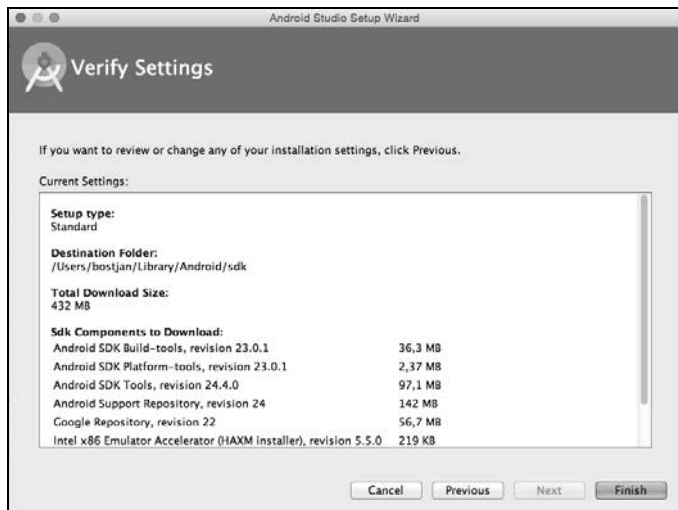 Android Studio Setup Wizard
Verify Settings
If you want to review or change any of your installation settings, click Previous.
Current Settings:
Setup type:
Standard
Destination Folder:
/Users/bostjan/Library/Android/sdk
Total Download Size:
432 MB
Sdk Components to Download:
Android SDK Build-tools, revision 23.0.1 36,3 MB
Android SDK Platform-tools, revision 23.0.1 2,37 MB
Android SDK Tools, revision 24.4.0 97,1 MB
Android Support Repository, revision 24 142 MB
Google Repository, revision 22 56,7 MB
Intel x86 Emulator Accelerator (HAXM installer), revision 5.5.0 219 KB
Cancel Previous Next Finish